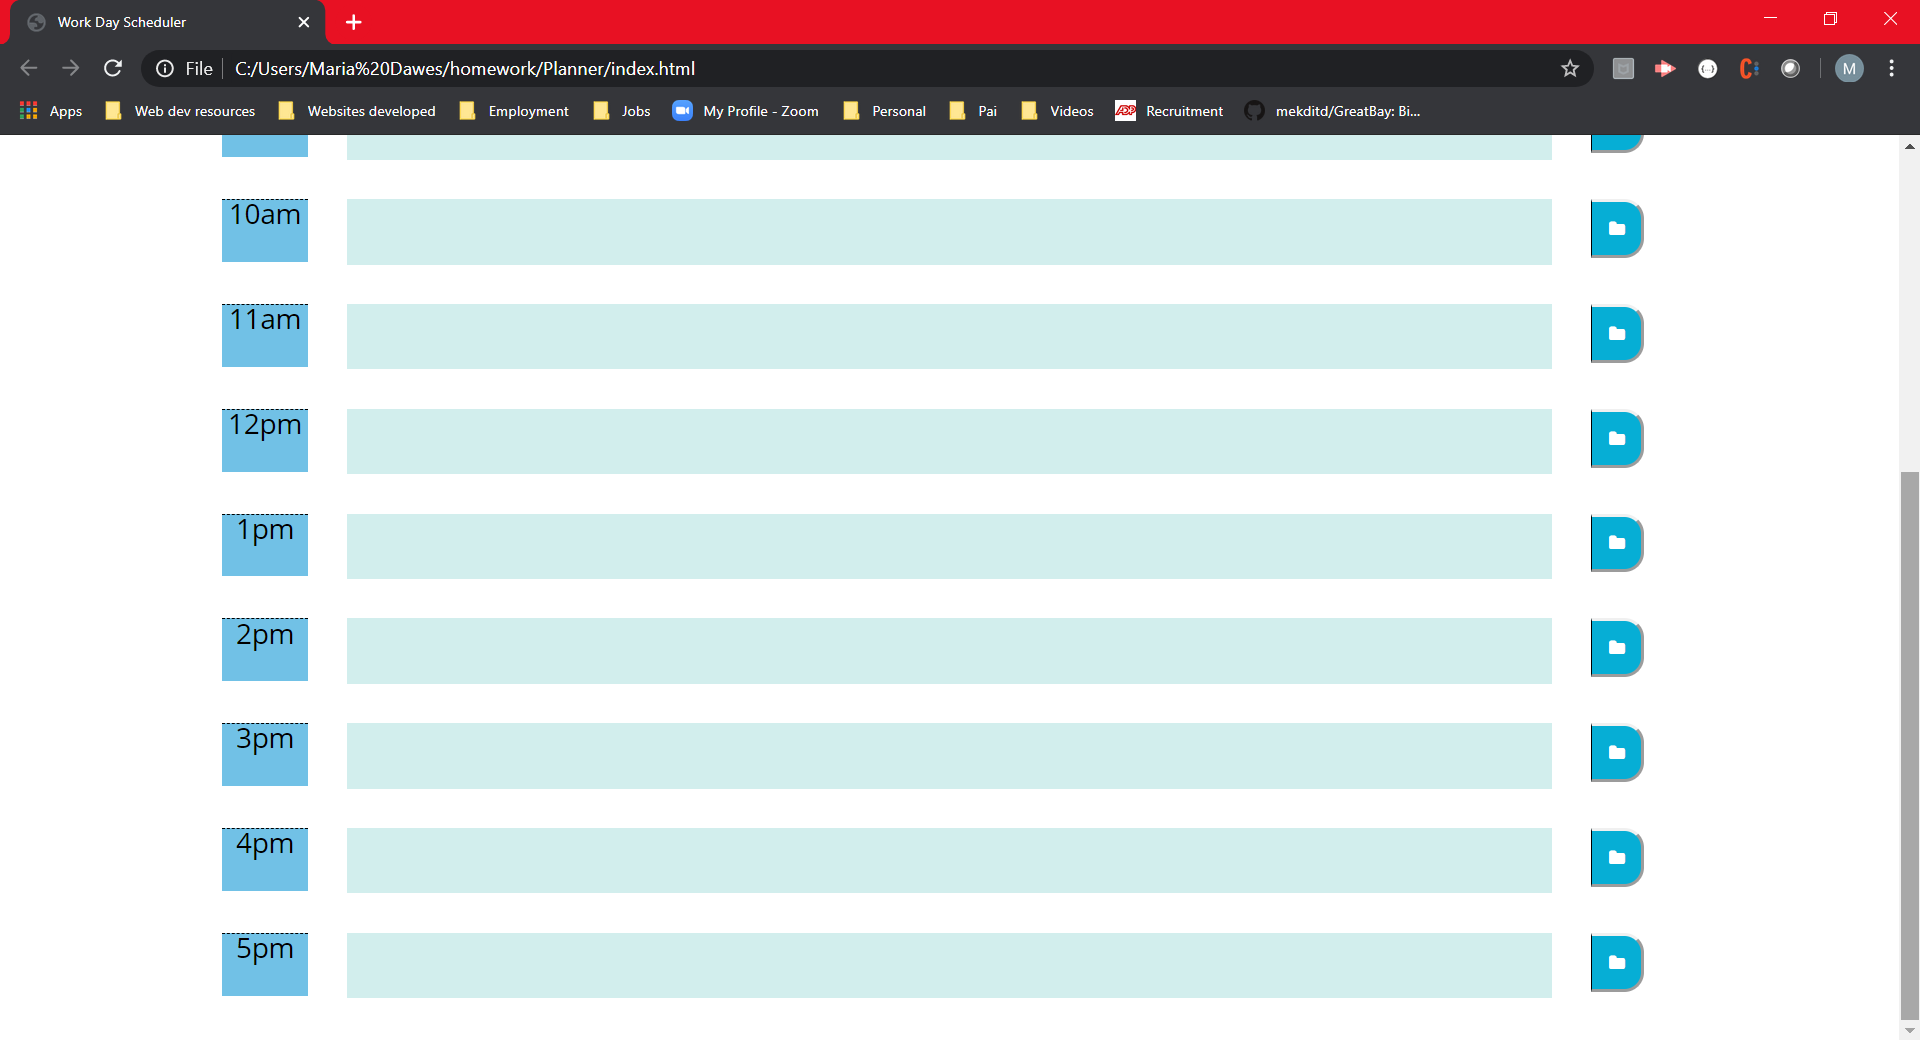 Work Day Scheduler
File C:/Users/Maria%20Dawes/homework/Planner/index.html M
Apps Web dev resources Websites developed Employment Jobs My Profile - Zoom Personal Pai Videos ADP Recruitment mekditd/GreatBay: Bi...
10am
11am
12pm
1pm
2pm
3pm
4pm
5pm